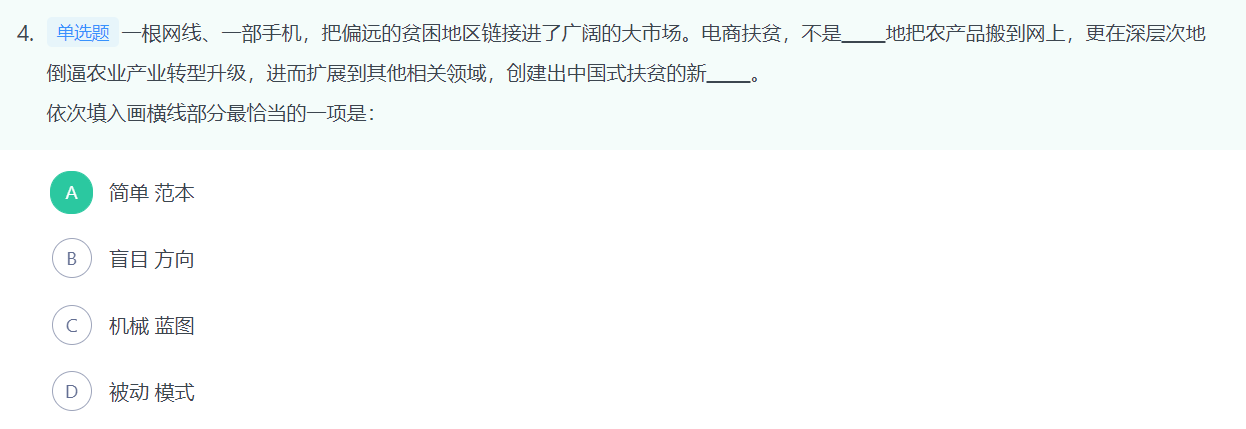 4. 单选题 一根网线、一部手机，把偏远的贫困地区链接进了广阔的大市场。电商扶贫，不是____地把农产品搬到网上，更在深层次地
倒逼农业产业转型升级，进而扩展到其他相关领域，创建出中国式扶贫的新____。
依次填入画横线部分最恰当的一项是：
A 简单 范本
B 盲目 方向
C 机械 蓝图
D 被动 模式